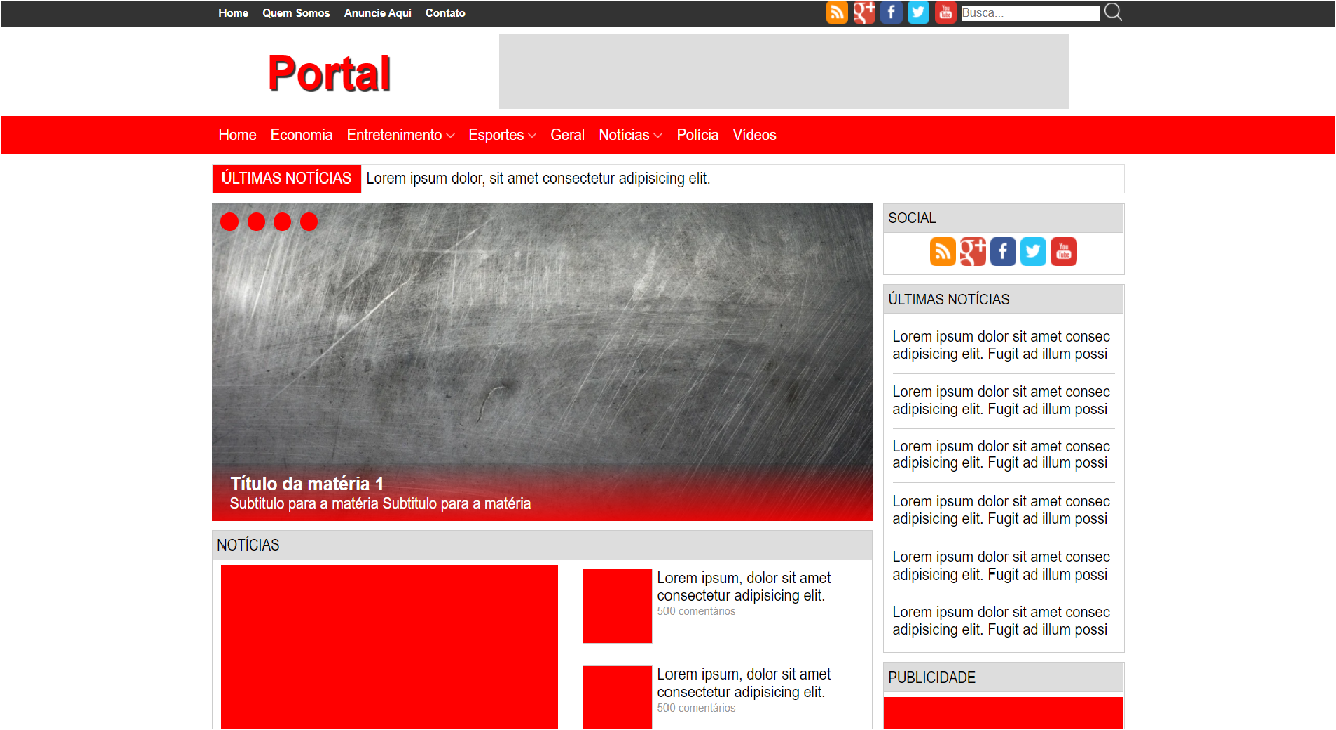 Home Quem Somos Anuncie Aqui Contato
Busca...
Portal
Home Economia Entretenimento Esportes Geral Notícias Polícia Vídeos
ÚLTIMAS NOTÍCIAS Lorem ipsum dolor, sit amet consectetur adipisicing elit.
Título da matéria 1
Subtitulo para a matéria Subtitulo para a matéria
NOTÍCIAS
Lorem ipsum, dolor sit amet
consectetur adipisicing elit.
500 comentários
Lorem ipsum, dolor sit amet
consectetur adipisicing elit.
500 comentários
SOCIAL
You
Tube
ÚLTIMAS NOTÍCIAS
Lorem ipsum dolor sit amet consec
adipisicing elit. Fugit ad illum possi
Lorem ipsum dolor sit amet consec
adipisicing elit. Fugit ad illum possi
Lorem ipsum dolor sit amet consec
adipisicing elit. Fugit ad illum possi
Lorem ipsum dolor sit amet consec
adipisicing elit. Fugit ad illum possi
Lorem ipsum dolor sit amet consec
adipisicing elit. Fugit ad illum possi
Lorem ipsum dolor sit amet consec
adipisicing elit. Fugit ad illum possi
PUBLICIDADE